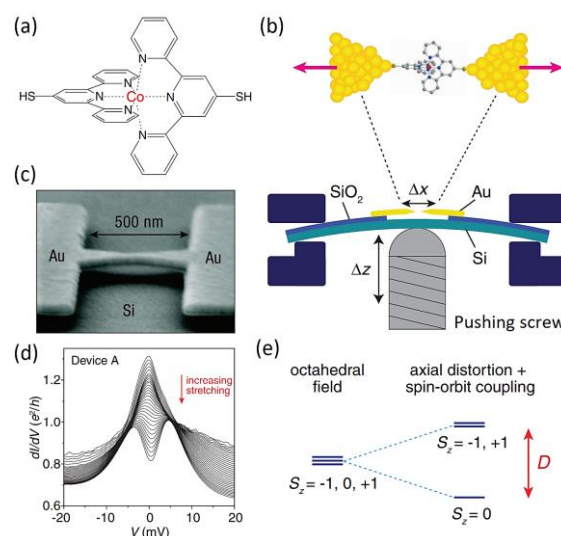 (a)
N
N
HS
N
Co
N
SH
N
N
(b)
(c)
500 nm
Au
Au
Si
SiO2
Δx
Au
Si
Δz
Pushing screw
(d)
Device A
increasing
stretching
dI/dV (e²/h)
1.2
1.0
0.8
0.6
-20
-10
0
10
20
V (mV)
(e)
octahedral
field
axial distortion +
spin-orbit coupling
Sz = -1, +1
D
Sz = -1, 0, +1
Sz = 0